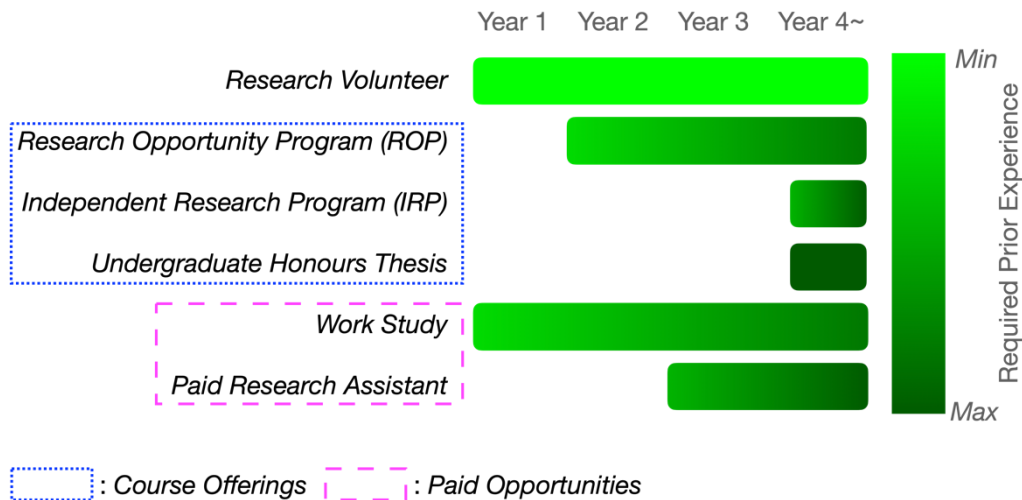 Year 1 Year 2 Year 3 Year 4~
Min
Research Volunteer
Research Opportunity Program (ROP)
Independent Research Program (IRP)
Undergraduate Honours Thesis
Work Study
Paid Research Assistant
Required Prior Experience
Max
: Course Offerings : Paid Opportunities